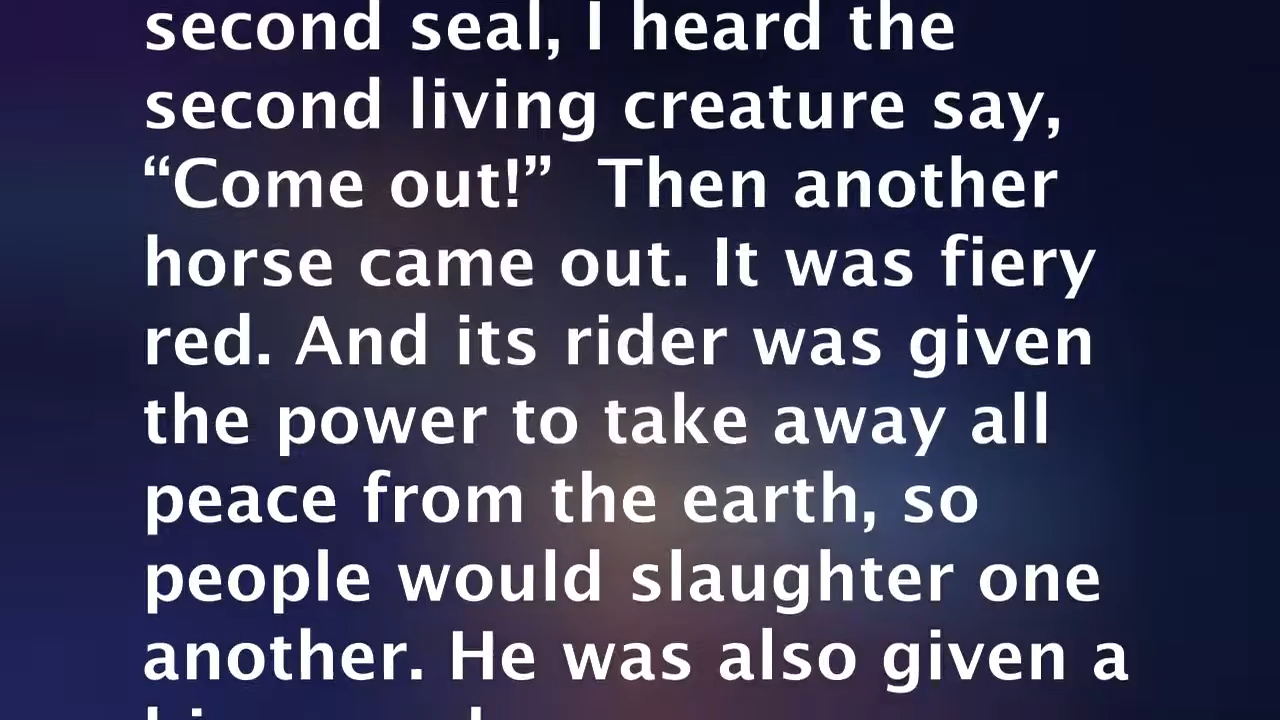 second seal, I heard the
second living creature say,
“Come out!”  Then another
horse came out. It was fiery
red. And its rider was given
the power to take away all
peace from the earth, so
people would slaughter one
another. He was also given a